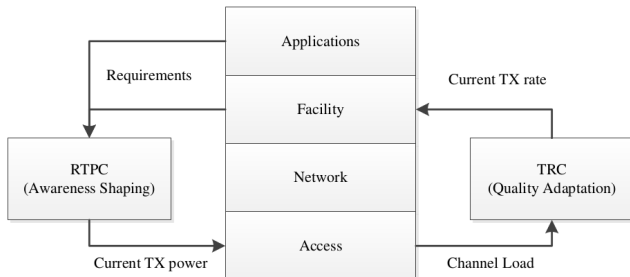 Applications
Requirements
Current TX rate
Facility
RTPC
(Awareness Shaping)
Network
TRC
(Quality Adaptation)
Access
Current TX power
Channel Load